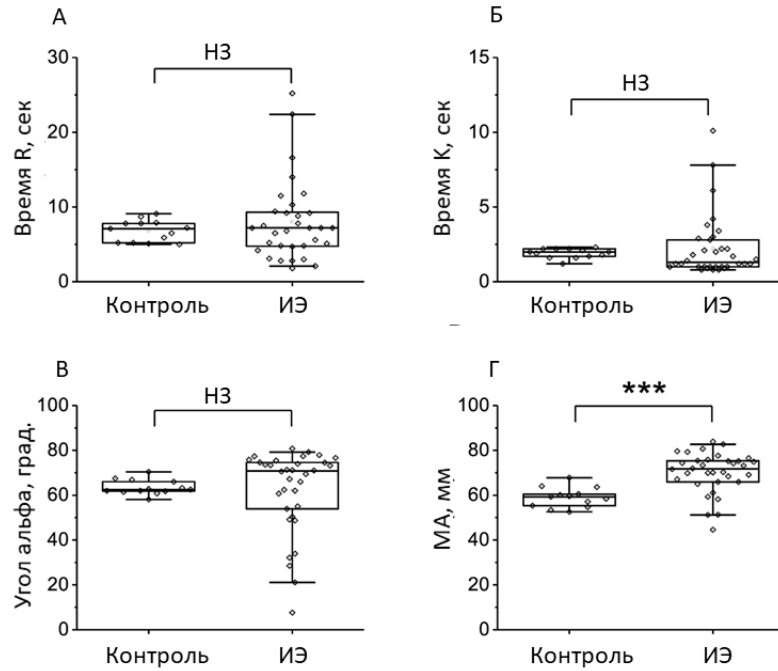 А
Время R, сек
30
20
10
0
НЗ
Контроль
ИЭ
Б
Время K, сек
15
10
5
0
НЗ
Контроль
ИЭ
В
Угол альфа, град.
100
80
60
40
20
0
НЗ
Контроль
ИЭ
Г
МА, мм
100
80
60
40
20
0
***
Контроль
ИЭ